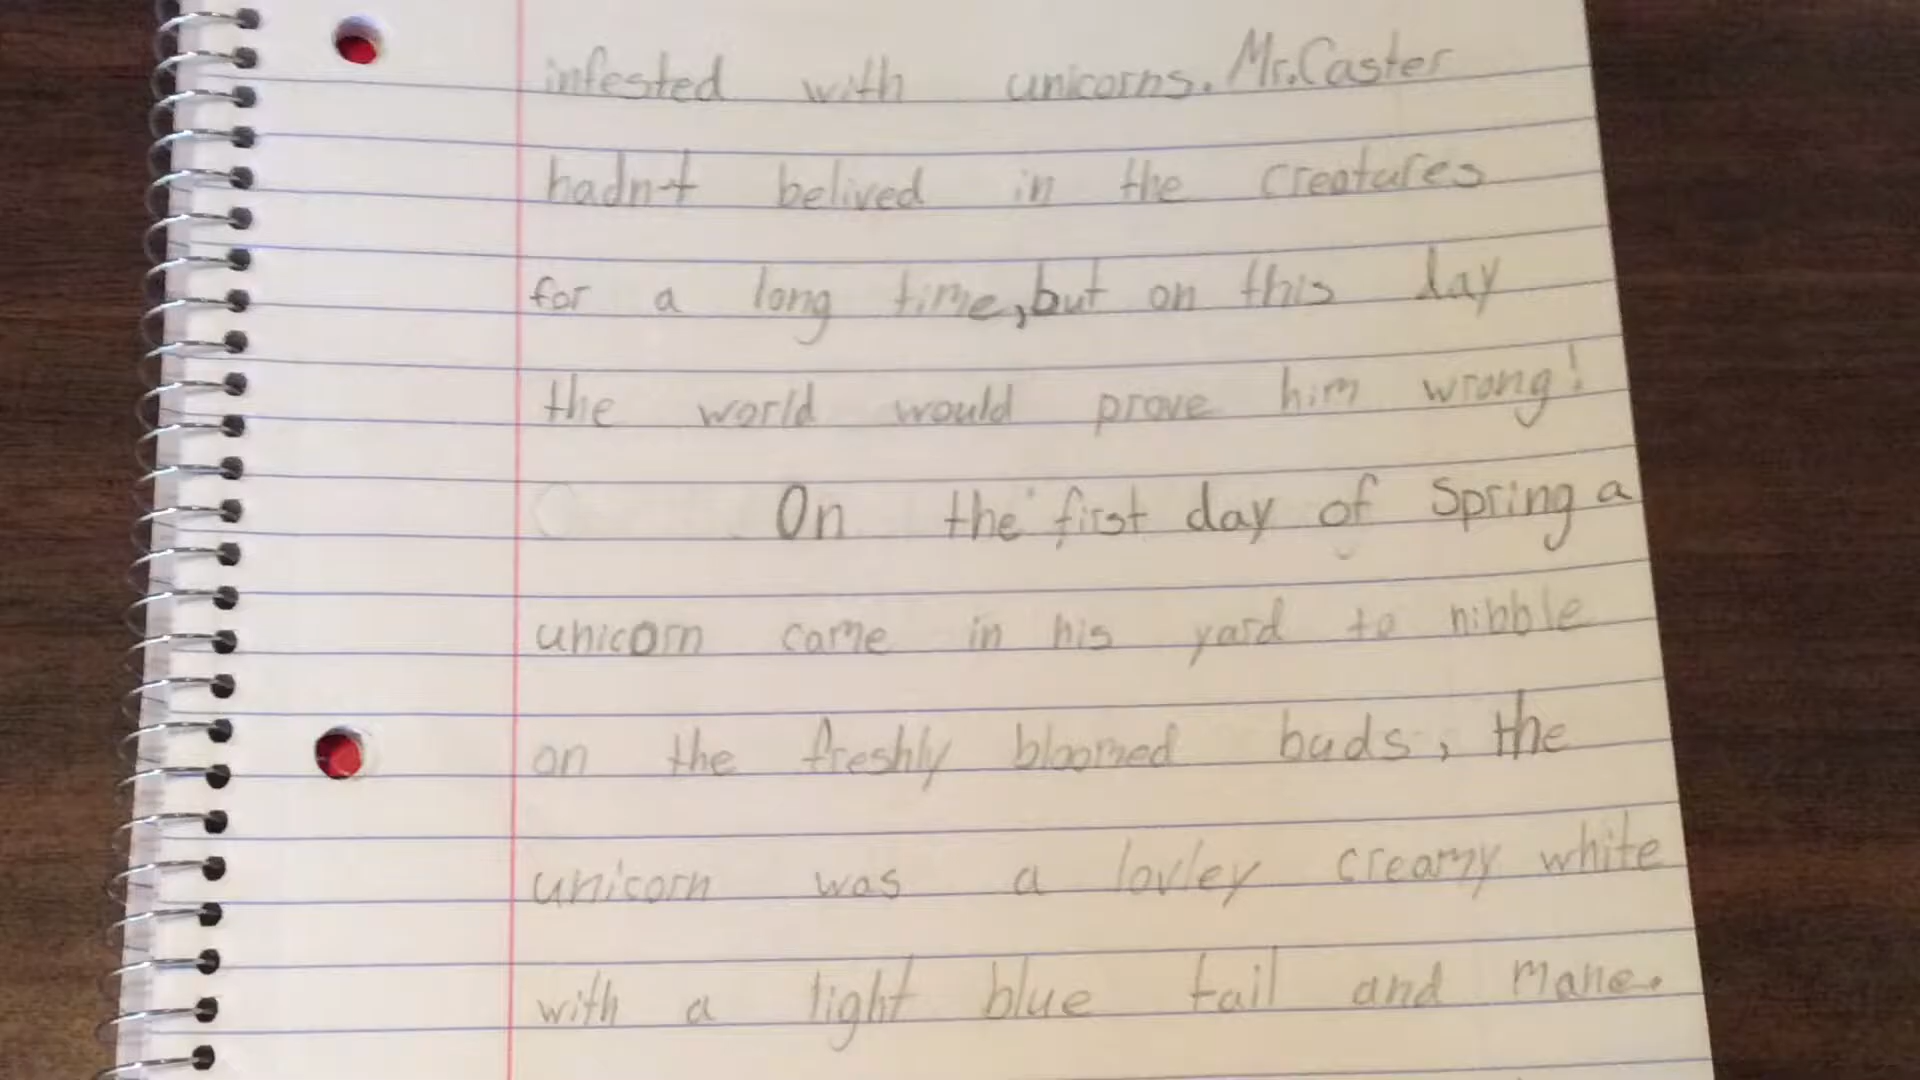 infested with unicorns. Mr.Caster
hadn't belived in the creatures
for a long time,but on this day
the world would prove him wrong!
On the first day of Spring a
unicorn came in his yard to nibble
on the freshly bloomed buds, the
unicorn was a lovley creamy white
with a light blue tail and mane.